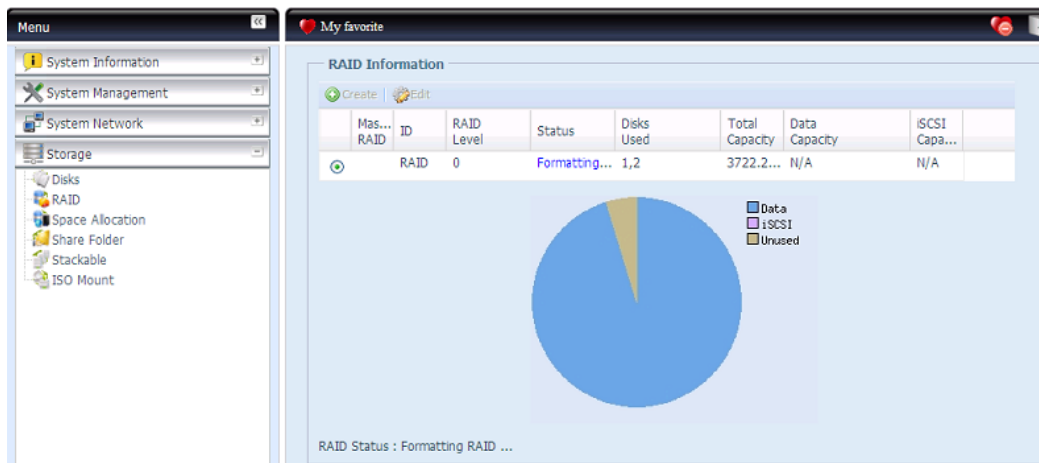 Menu
My favorite
System Information
System Management
System Network
Storage
Disks
RAID
Space Allocation
Share Folder
Stackable
ISO Mount
RAID Information
Create | Edit
Mas... RAID ID RAID Level Status Disks Used Total Capacity Data Capacity iSCSI Capa...
RAID 0 Formatting... 1,2 3722.2... N/A N/A
Data
iSCSI
Unused
RAID Status : Formatting RAID ...